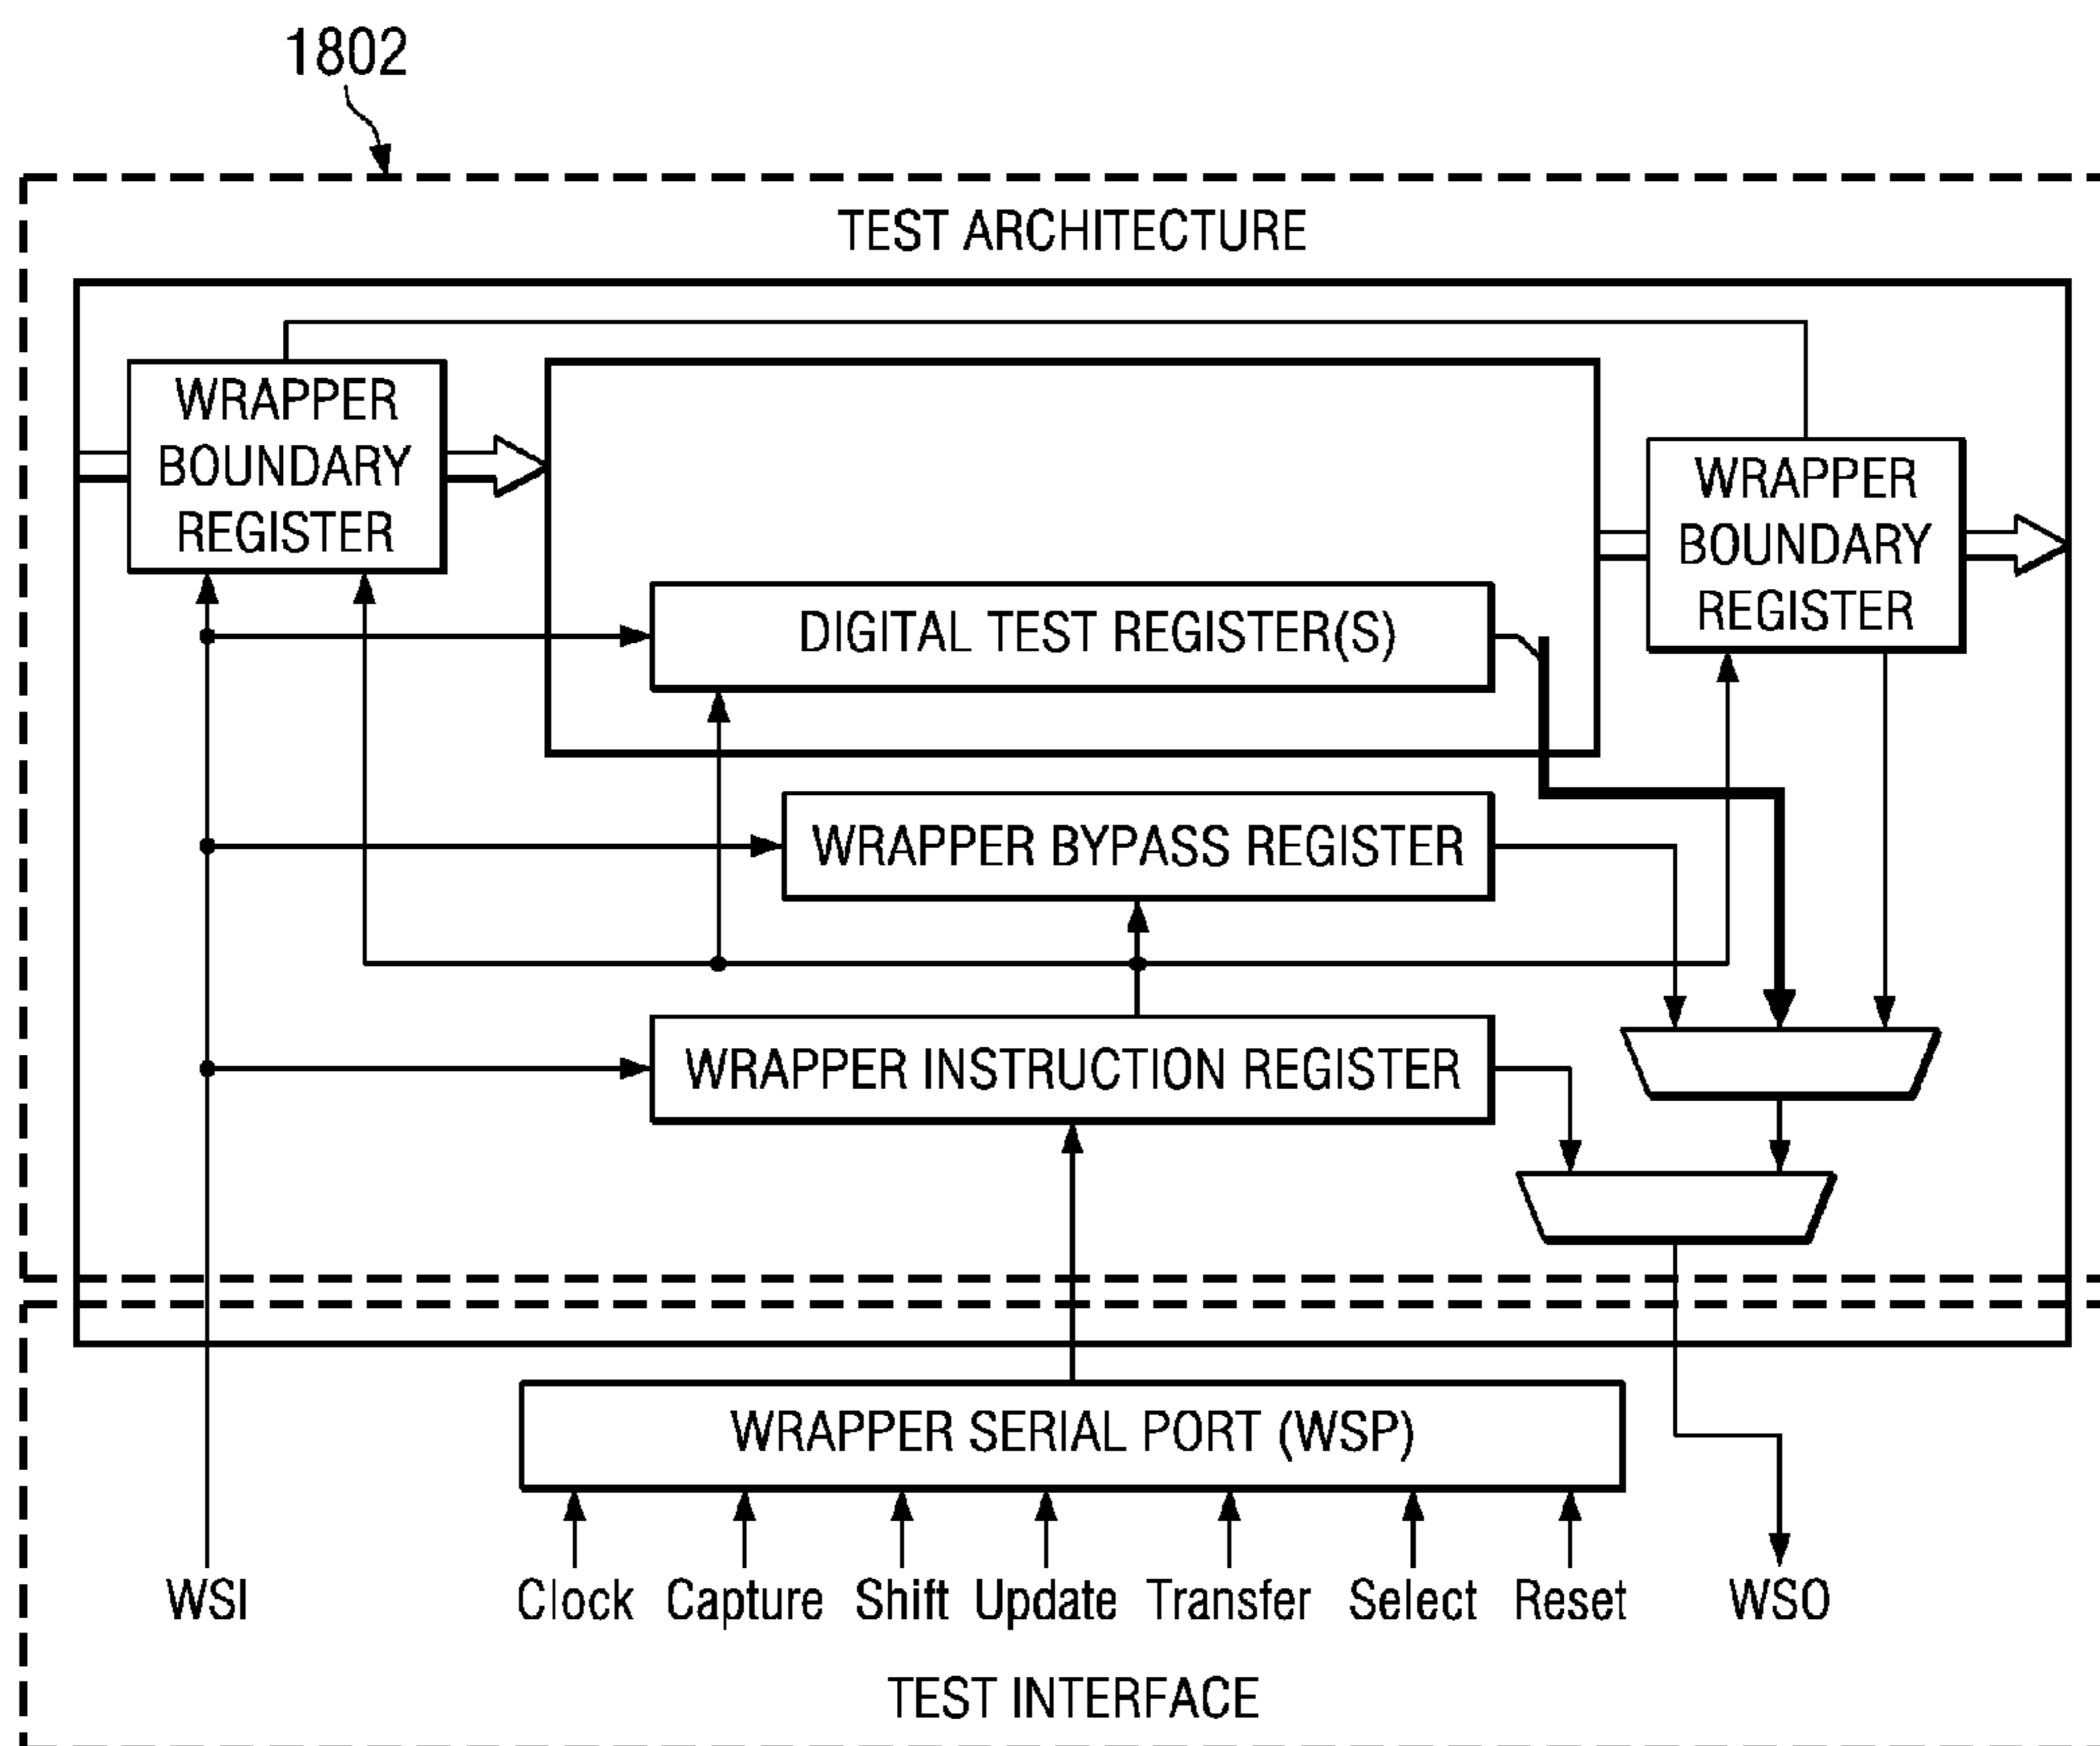 1802
TEST ARCHITECTURE
WRAPPER
BOUNDARY
REGISTER
WRAPPER
BOUNDARY
REGISTER
DIGITAL TEST REGISTER(S)
WRAPPER BYPASS REGISTER
WRAPPER INSTRUCTION REGISTER
WRAPPER SERIAL PORT (WSP)
WSI Clock Capture Shift Update Transfer Select Reset WSO
TEST INTERFACE